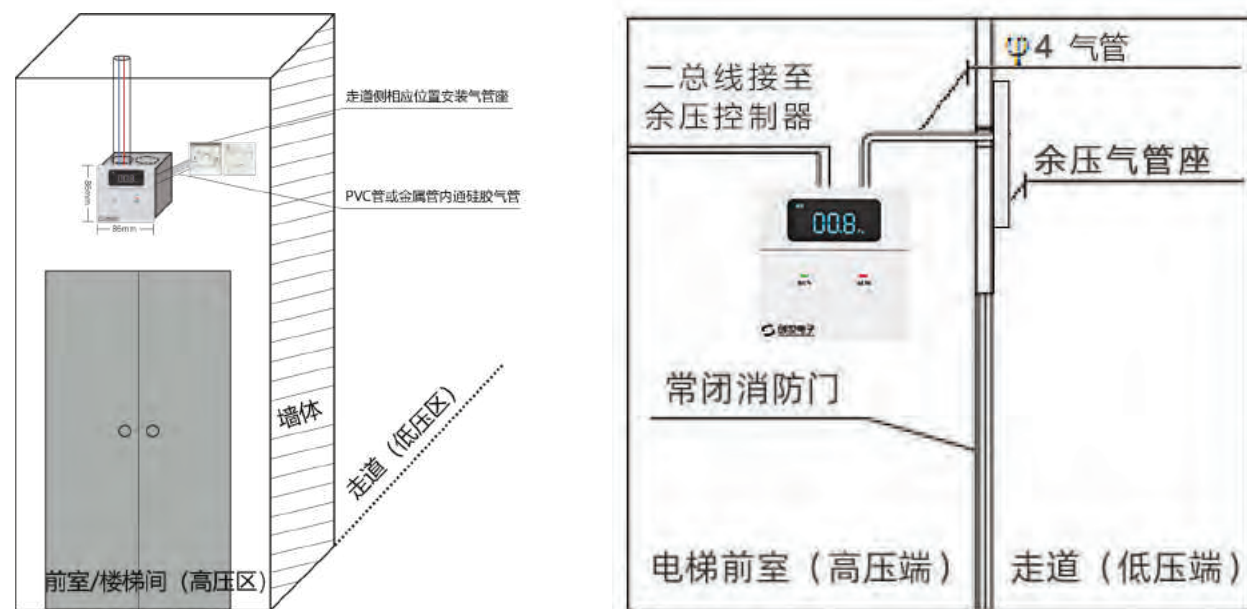 走道侧相应位置安装气管座
PVC管或金属管内通硅胶气管
86mm
86mm
00.8
墙体
走道（低压区）
前室/楼梯间（高压区）
二总线接至
余压控制器
φ4 气管
余压气管座
00.8
常闭消防门
电梯前室（高压端）
走道（低压端）